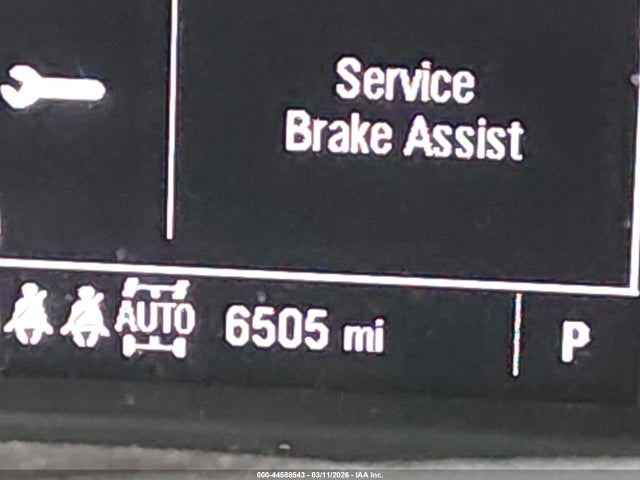 Service
Brake Assist
AUTO 6505 mi P
000-44588543 - 03/11/2026 - IAA Inc.